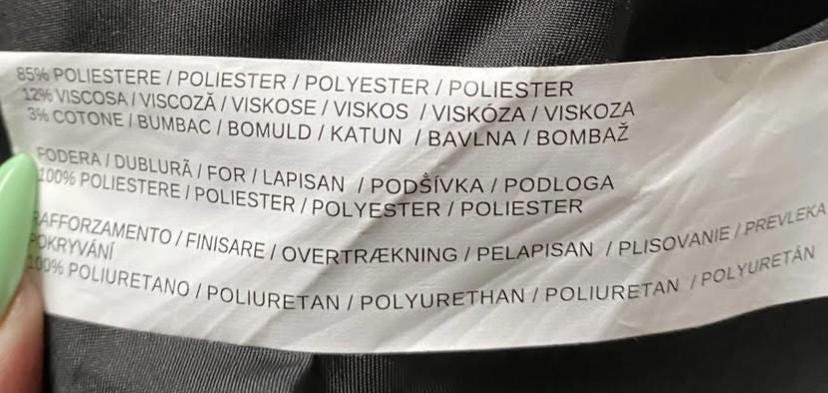 85% POLIESTERE / POLIESTER / POLYESTER / POLIESTER
12% VISCOSA / VISCOZĂ / VISKOSE / VISKOS / VISKÓZA / VISKOZA
3% COTONE / BUMBAC / BOMULD / KATUN / BAVLNA / BOMBAŽ
FODERA / DUBLURĂ / FOR / LAPISAN / PODŠÍVKA / PODLOGA
100% POLIESTERE / POLIESTER / POLYESTER / POLIESTER
RAFFORZAMENTO / FINISARE / OVERTRÆKNING / PELAPISAN / PLISOVANIE / PREVLEKA
POKRYVÁNÍ
100% POLIURETANO / POLIURETAN / POLYURETHAN / POLIURETAN / POLYURETÁN